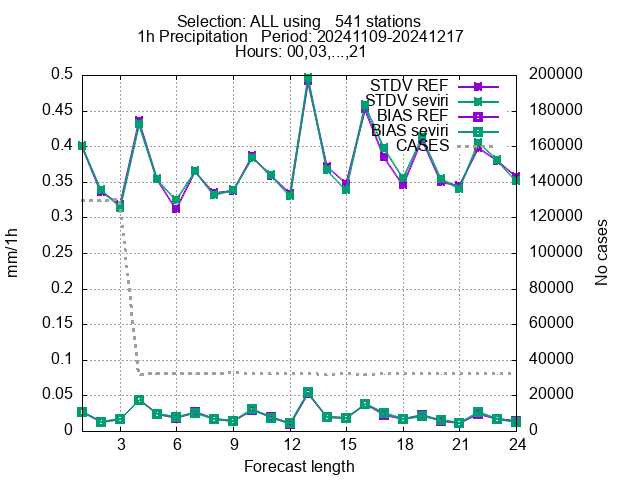 Selection: ALL using   541 stations
1h Precipitation   Period: 20241109-20241217
Hours: 00,03,...,21
0.5
0.45
0.4
0.35
0.3
0.25
0.2
0.15
0.1
0.05
0
mm/1h
STDV REF
STDV seviri
BIAS REF
BIAS seviri
CASES
200000
180000
160000
140000
120000
100000
80000
60000
40000
20000
0
No cases
3 6 9 12 15 18 21 24
Forecast length